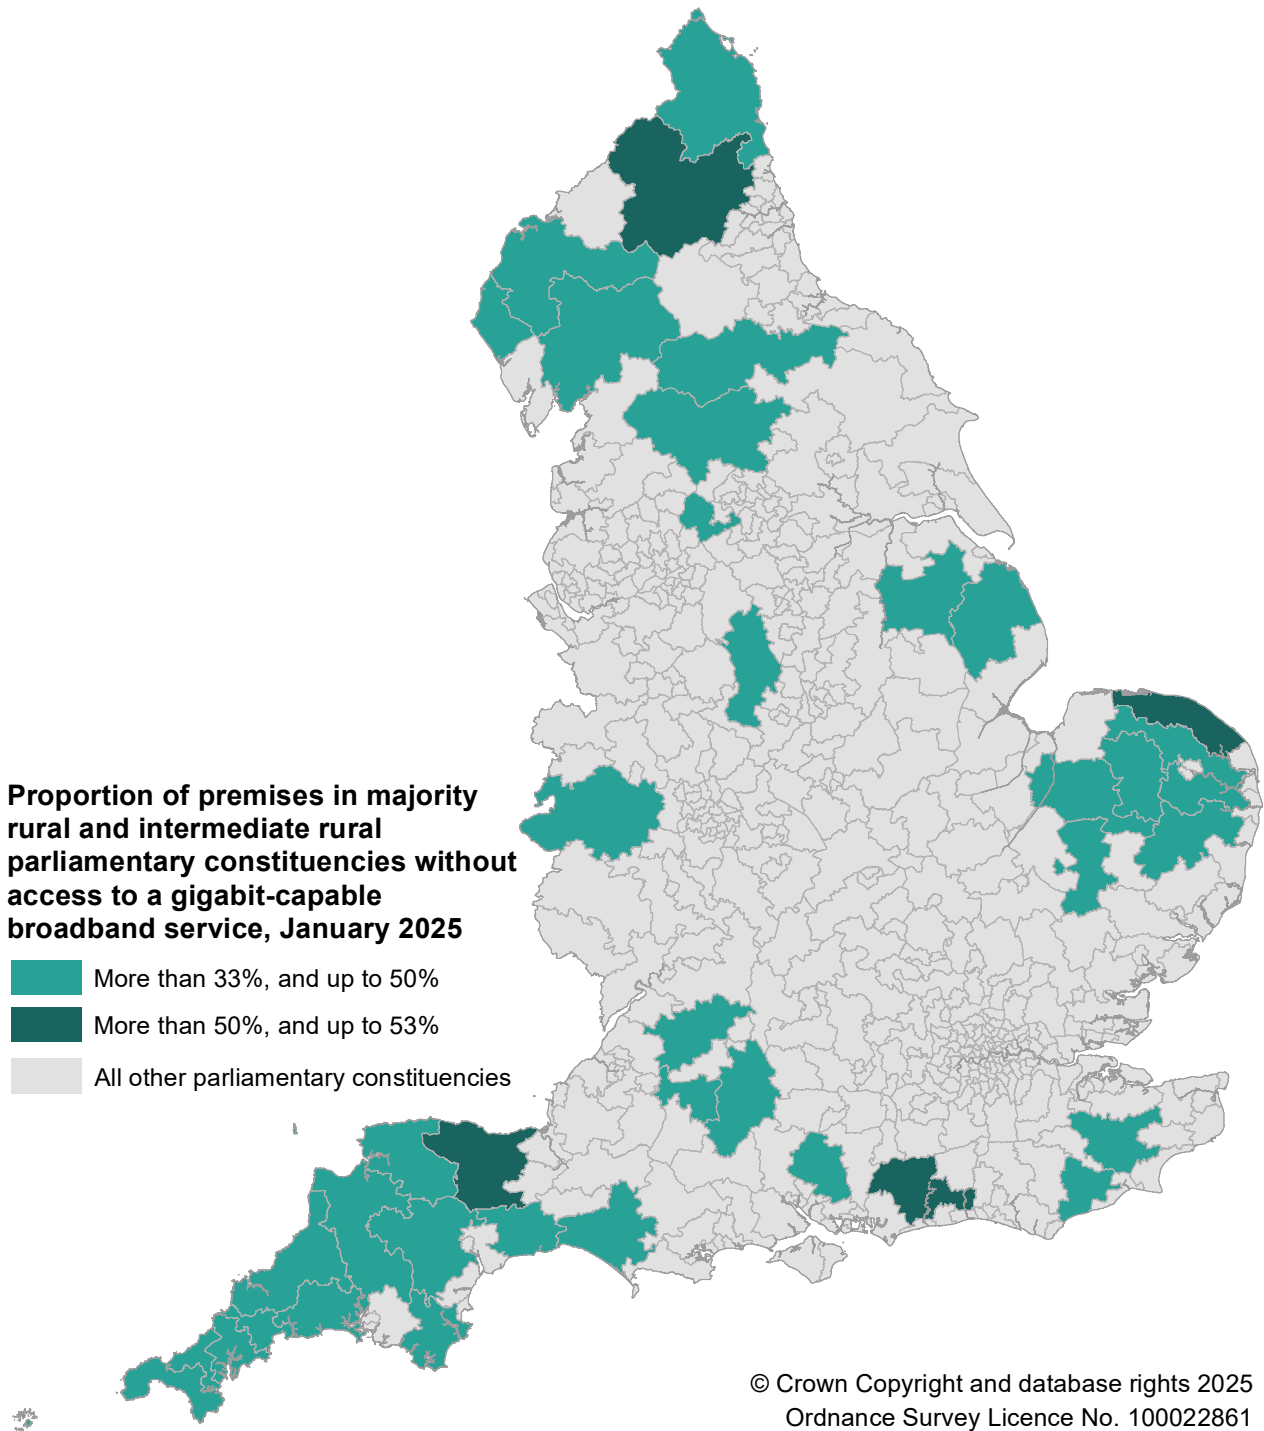 Proportion of premises in majority
rural and intermediate rural
parliamentary constituencies without
access to a gigabit-capable
broadband service, January 2025
More than 33%, and up to 50%
More than 50%, and up to 53%
All other parliamentary constituencies
© Crown Copyright and database rights 2025
Ordnance Survey Licence No. 100022861